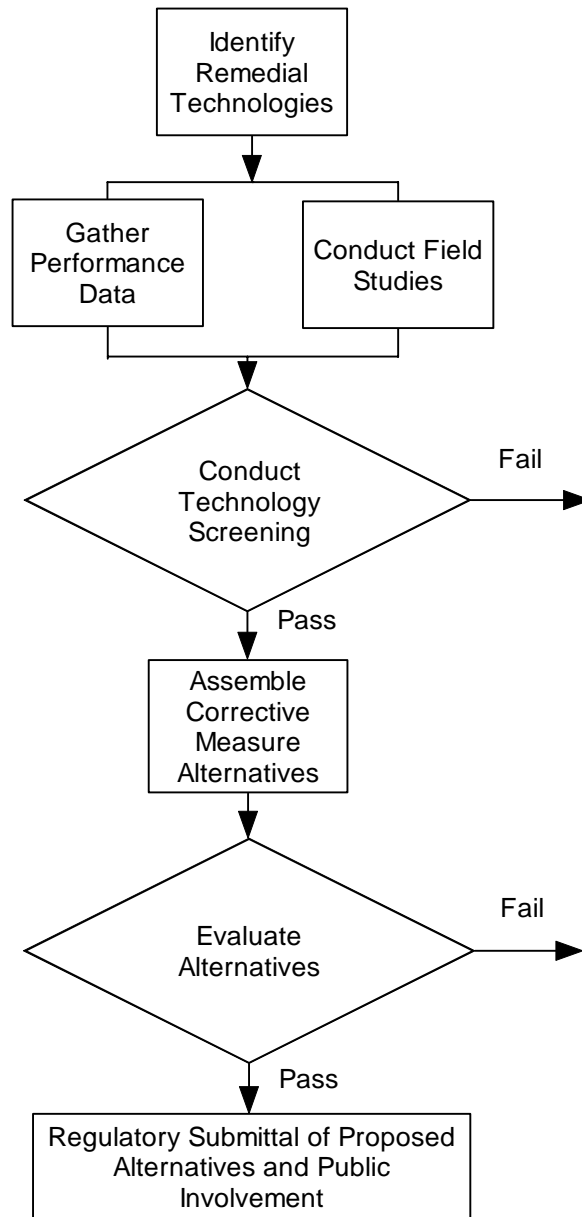 Identify
Remedial
Technologies
Gather
Performance
Data
Conduct Field
Studies
Conduct
Technology
Screening
Fail
Pass
Assemble
Corrective
Measure
Alternatives
Evaluate
Alternatives
Fail
Pass
Regulatory Submittal of Proposed
Alternatives and Public
Involvement